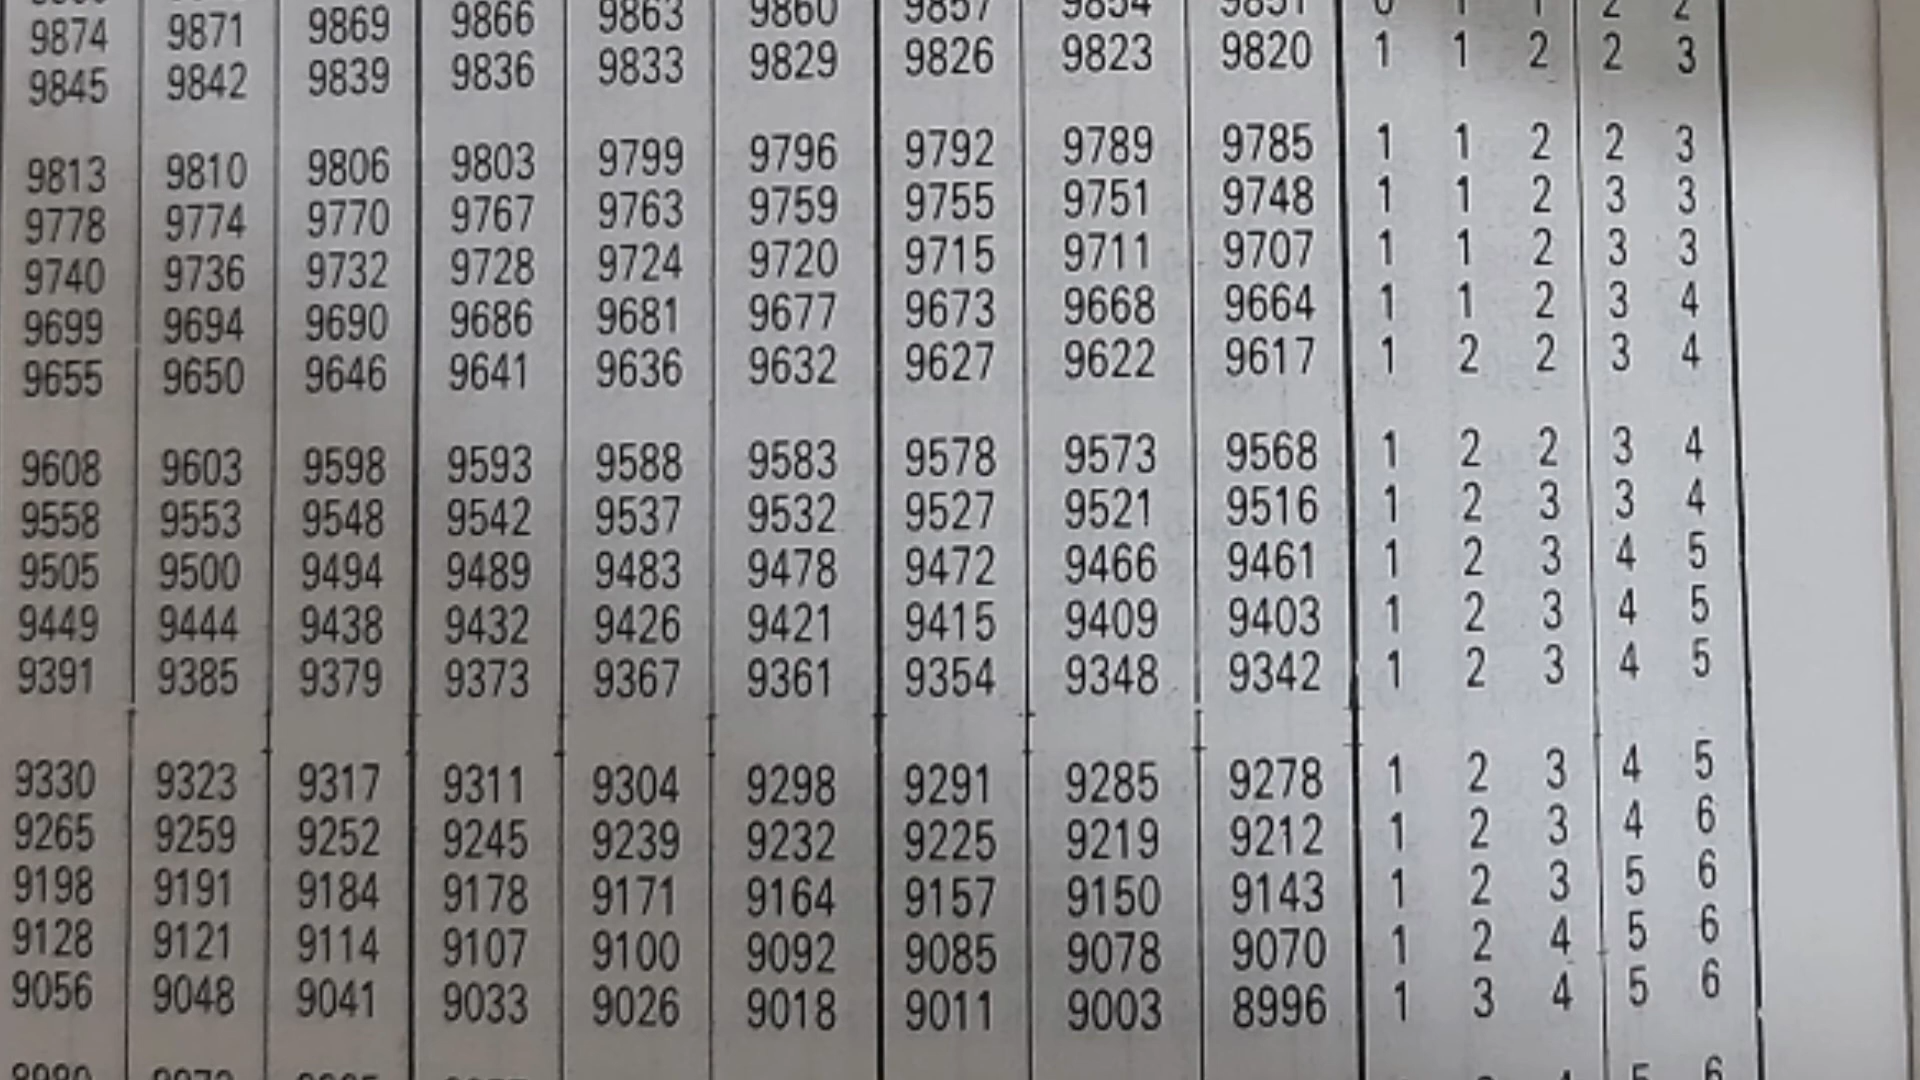 9863 9860 9857 9854 9851 0 1 1 2 2
9874 9871 9869 9866
9845 9842 9839 9836 9833 9829 9826 9823 9820 1 1 2 2 3
9813 9810 9806 9803 9799 9796 9792 9789 9785 1 1 2 2 3
9778 9774 9770 9767 9763 9759 9755 9751 9748 1 1 2 3 3
9740 9736 9732 9728 9724 9720 9715 9711 9707 1 1 2 3 3
9699 9694 9690 9686 9681 9677 9673 9668 9664 1 1 2 3 4
9655 9650 9646 9641 9636 9632 9627 9622 9617 1 2 2 3 4
9608 9603 9598 9593 9588 9583 9578 9573 9568 1 2 2 3 4
9558 9553 9548 9542 9537 9532 9527 9521 9516 1 2 3 3 4
9505 9500 9494 9489 9483 9478 9472 9466 9461 1 2 3 4 5
9449 9444 9438 9432 9426 9421 9415 9409 9403 1 2 3 4 5
9391 9385 9379 9373 9367 9361 9354 9348 9342 1 2 3 4 5
9330 9323 9317 9311 9304 9298 9291 9285 9278 1 2 3 4 5
9265 9259 9252 9245 9239 9232 9225 9219 9212 1 2 3 4 6
9198 9191 9184 9178 9171 9164 9157 9150 9143 1 2 3 5 6
9128 9121 9114 9107 9100 9092 9085 9078 9070 1 2 4 5 6
9056 9048 9041 9033 9026 9018 9011 9003 8996 1 3 4 5 6
5 6